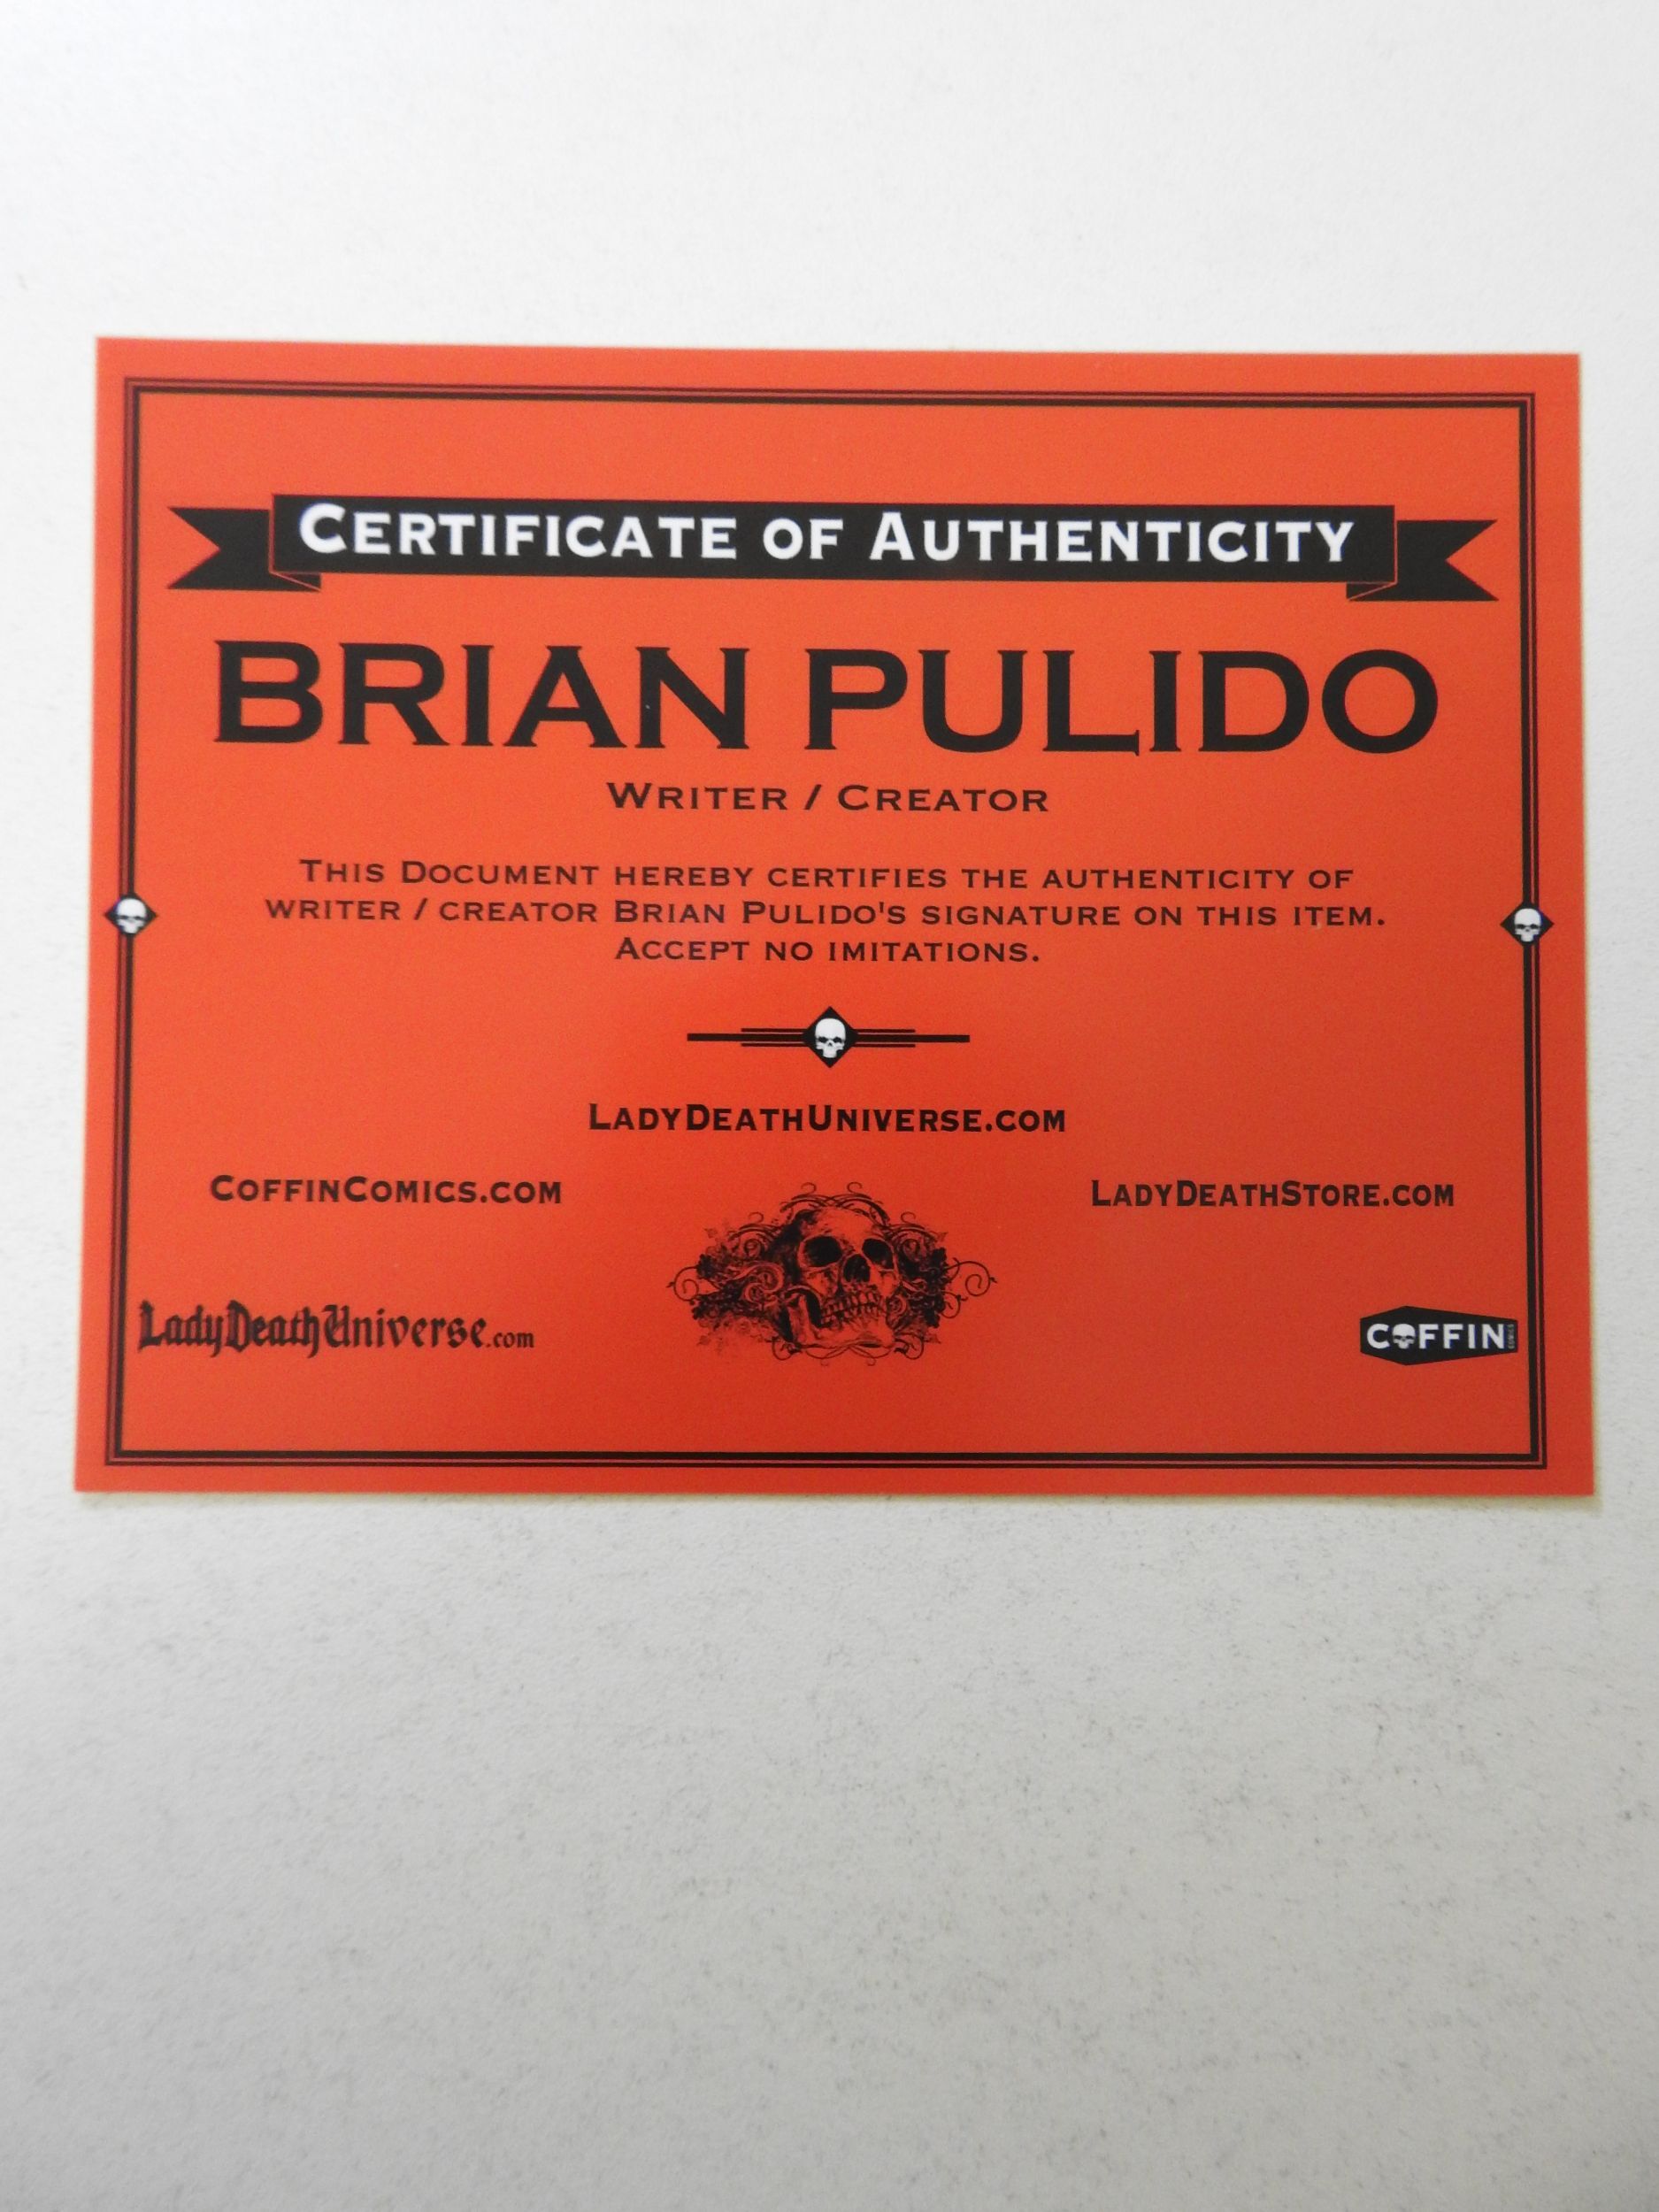 Certificate of Authenticity
BRIAN PULIDO
Writer / Creator
This Document hereby certifies the authenticity of
writer / creator Brian Pulido's signature on this item.
Accept no imitations.
LadyDeathUniverse.com
CoffinComics.com
LadyDeathStore.com
LadyDeathUniverse.com
COFFIN COMICS